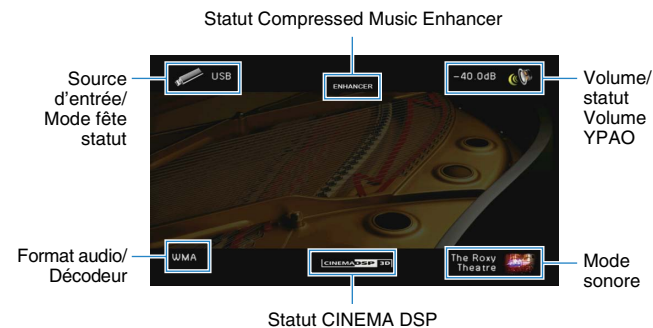 Statut Compressed Music Enhancer
Source
d'entrée/
Mode fête
statut
USB
ENHANCER
−40.0dB
Volume/
statut
Volume
YPAO
Format audio/
Décodeur
WMA
CINEMA DSP 3D
The Roxy
Theatre
Mode
sonore
Statut CINEMA DSP